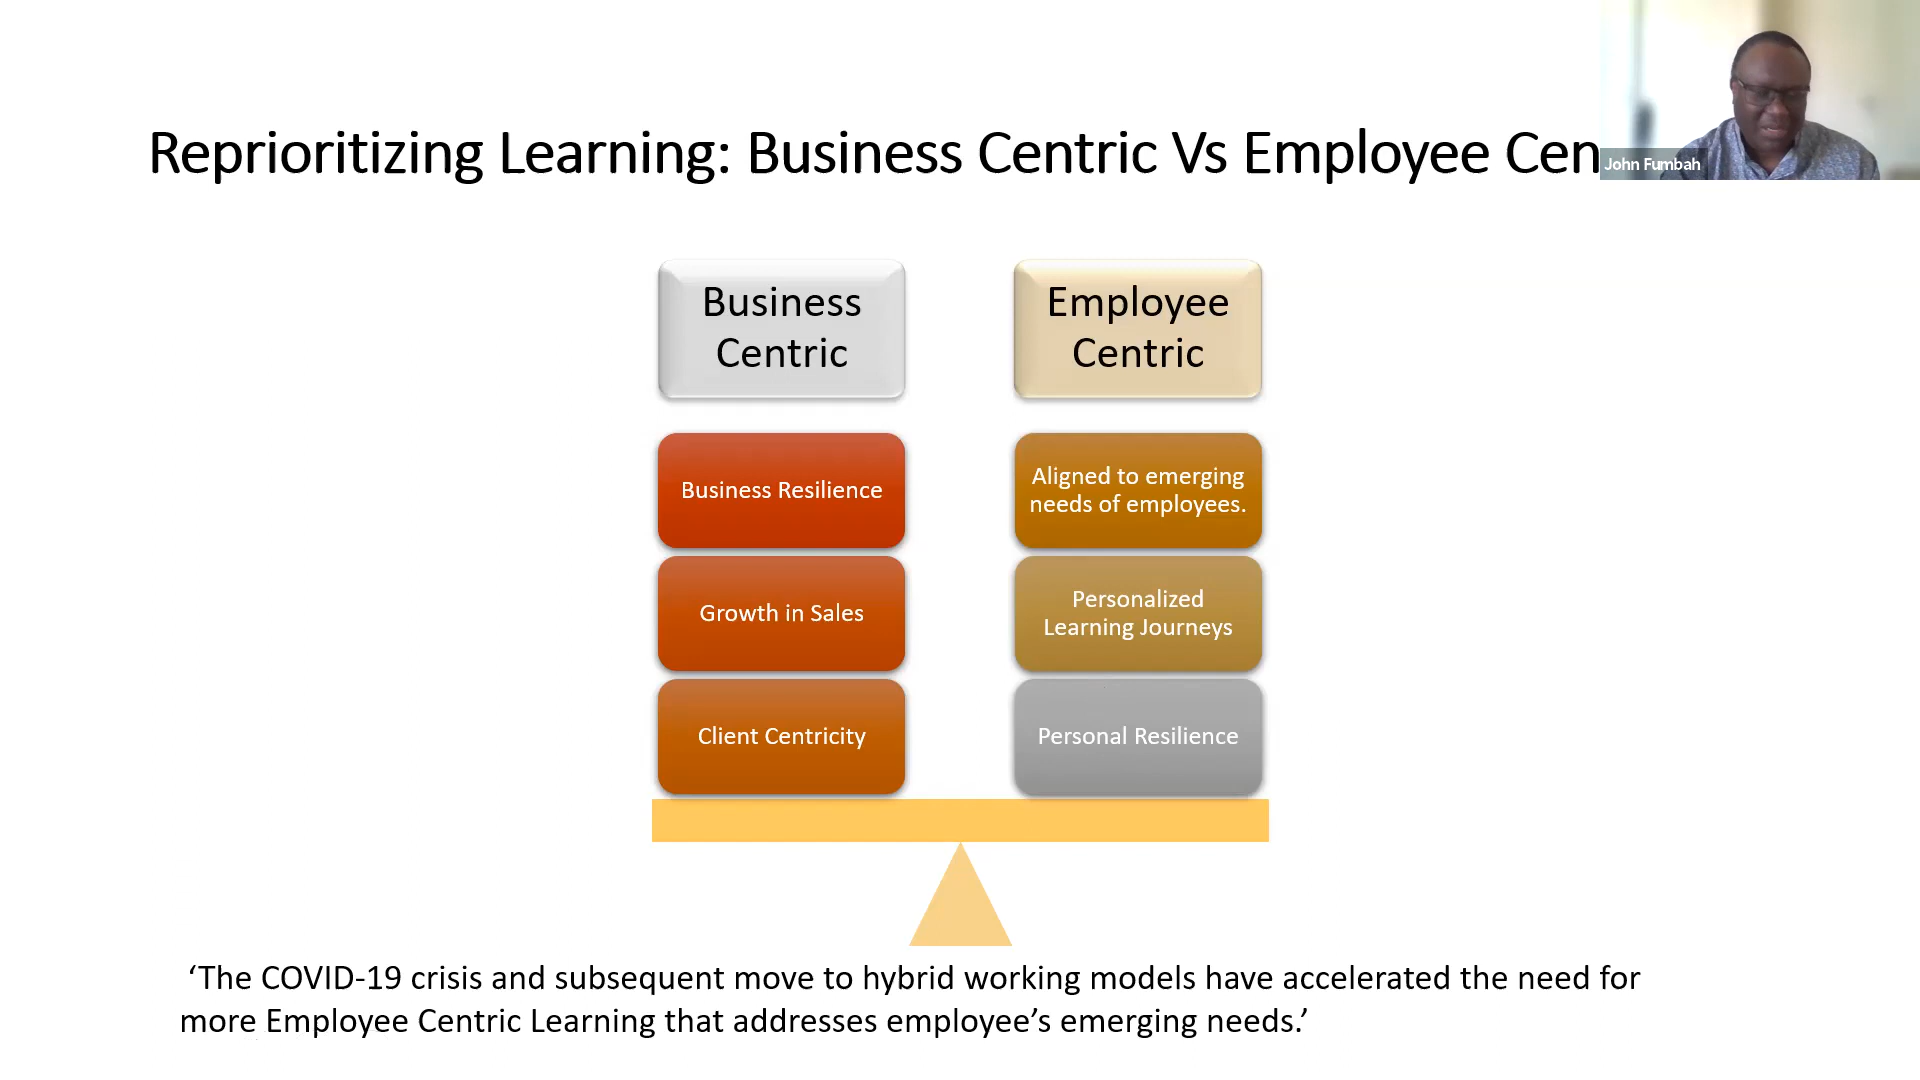 Reprioritizing Learning: Business Centric Vs Employee Cen
John Fumbah
Business
Centric
Employee
Centric
Business Resilience
Growth in Sales
Client Centricity
Aligned to emerging
needs of employees.
Personalized
Learning Journeys
Personal Resilience
‘The COVID-19 crisis and subsequent move to hybrid working models have accelerated the need for
more Employee Centric Learning that addresses employee’s emerging needs.’